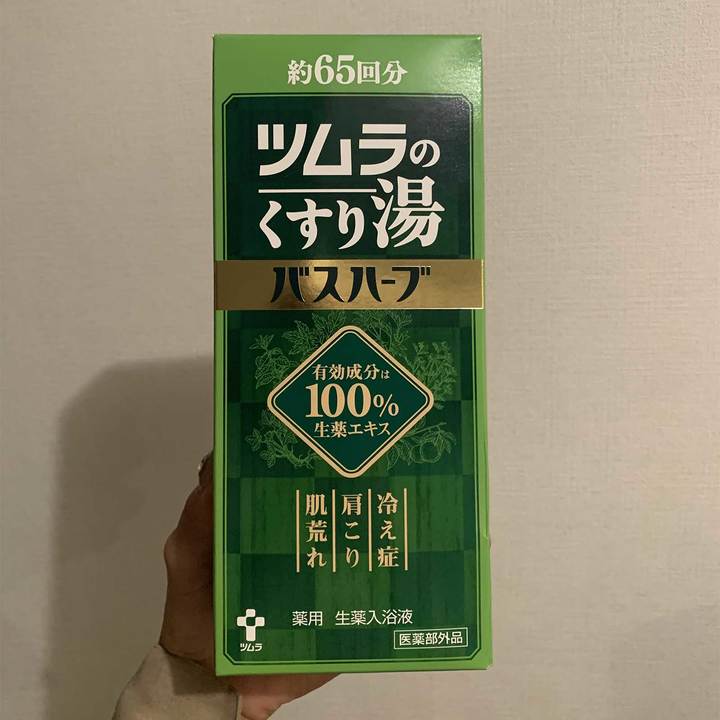 約65回分
ツムラの
くすり湯
バスハーブ
有効成分は
100%
生薬エキス
冷え症
肩こり
肌荒れ
薬用 生薬入浴液
ツムラ
医薬部外品